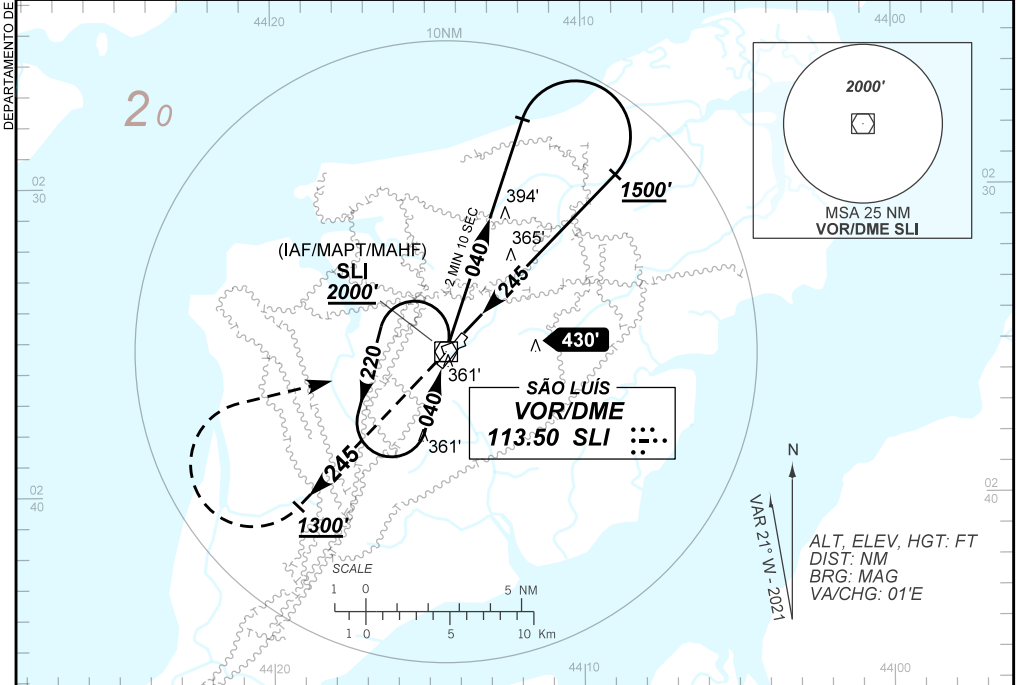 DEPARTAMENTO DE
44 20
44 10
44 00
10NM
20
2000'
MSA 25 NM
VOR/DME SLI
02
30
02
30
394'
1500'
365'
2 MIN 10 SEC
040
245
(IAF/MAPT/MAHF)
SLI
2000'
220
040
361'
430'
361'
SÃO LUÍS
VOR/DME
113.50 SLI
245
1300'
02
40
02
40
N
VAR 21° W - 2021
ALT, ELEV, HGT: FT
DIST: NM
BRG: MAG
VA/CHG: 01'E
SCALE
1 0 5 NM
1 0 5 10 Km
44 20
44 10
44 00